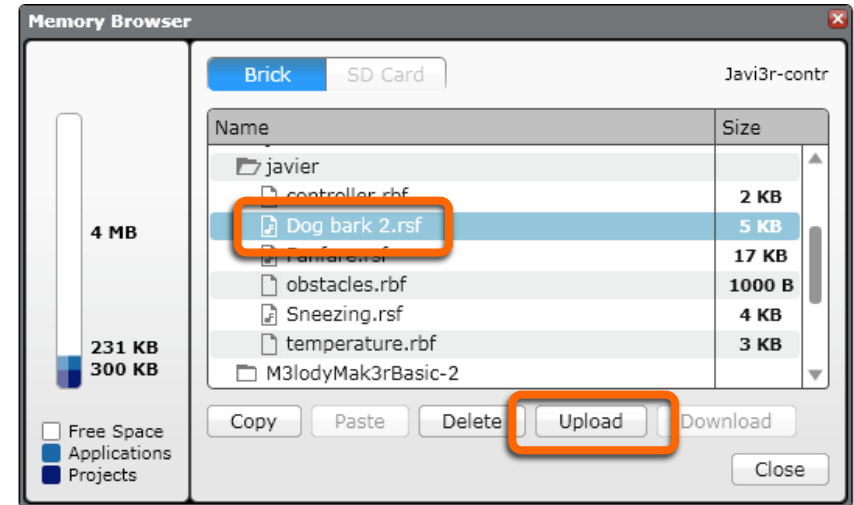 Memory Browser
Brick SD Card Javi3r-contr
Name Size
javier
controller.rbf 2 KB
Dog bark 2.rsf 5 KB
Fanfare.rsf 17 KB
obstacles.rbf 1000 B
Sneezing.rsf 4 KB
temperature.rbf 3 KB
M3lodyMak3rBasic-2
4 MB
231 KB
300 KB
Free Space
Applications
Projects
Copy Paste Delete Upload Download
Close